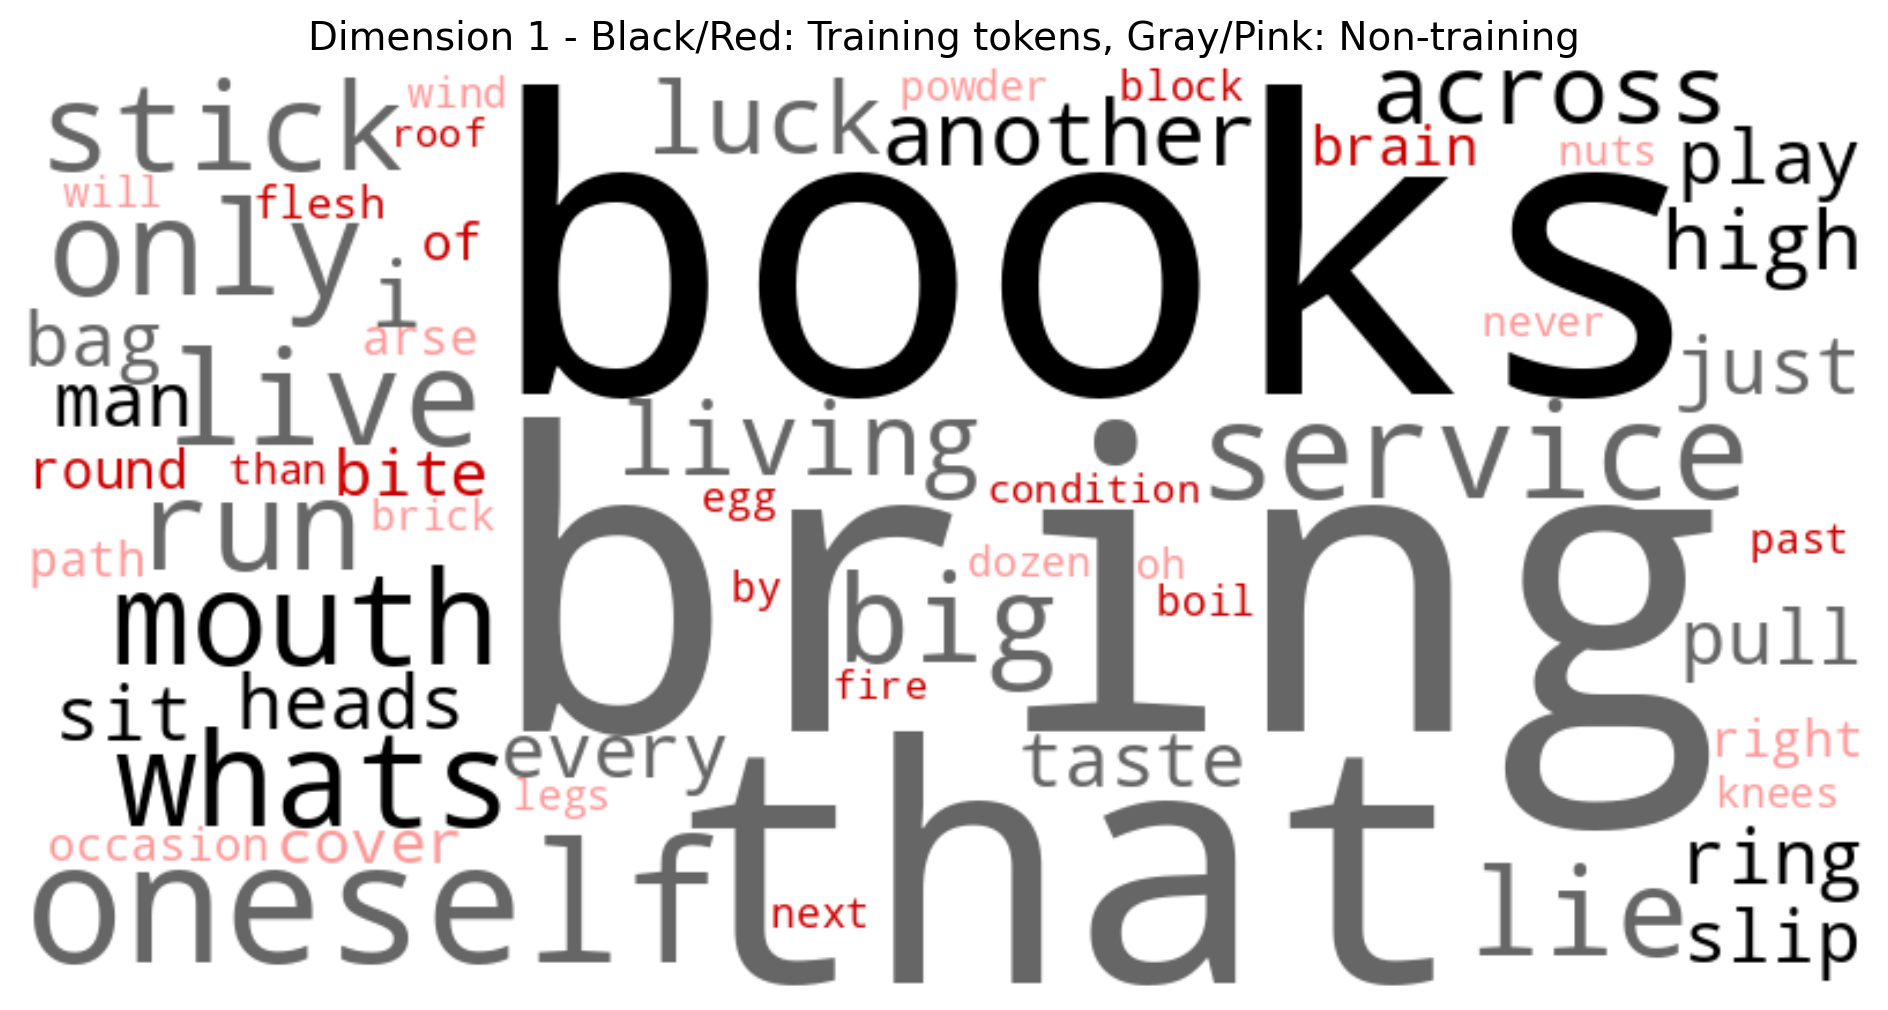 Dimension 1 - Black/Red: Training tokens, Gray/Pink: Non-training
stick wind luck powder block across
roof another brain nuts play
will flesh books
only of high
i never
bag arse just
man live living service
round than bite egg condition
run brick past
path bring dozen oh
mouth by big boil pull
sit heads fire
whats every taste right
legs knees
occasion cover that ring
oneself next lie slip